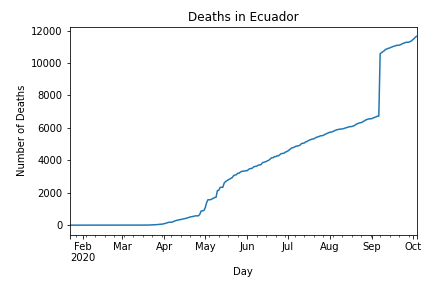 Deaths in Ecuador
12000
10000
8000
6000
4000
2000
0
Number of Deaths
Feb Mar Apr May Jun Jul Aug Sep Oct
2020
Day